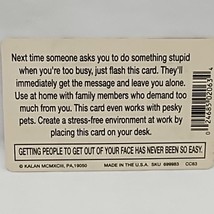 Next time someone asks you to do something stupid
when you're too busy, just flash this card. They'll
immediately get the message and leave you alone.
Use at home with family members who demand too
much from you. This card even works with pesky
pets. Create a stress-free environment at work by
placing this card on your desk.
GETTING PEOPLE TO GET OUT OF YOUR FACE HAS NEVER BEEN SO EASY.
© KALAN MCMXCII, PA,19050 MADE IN THE U.S.A. SKU 698883 CC63